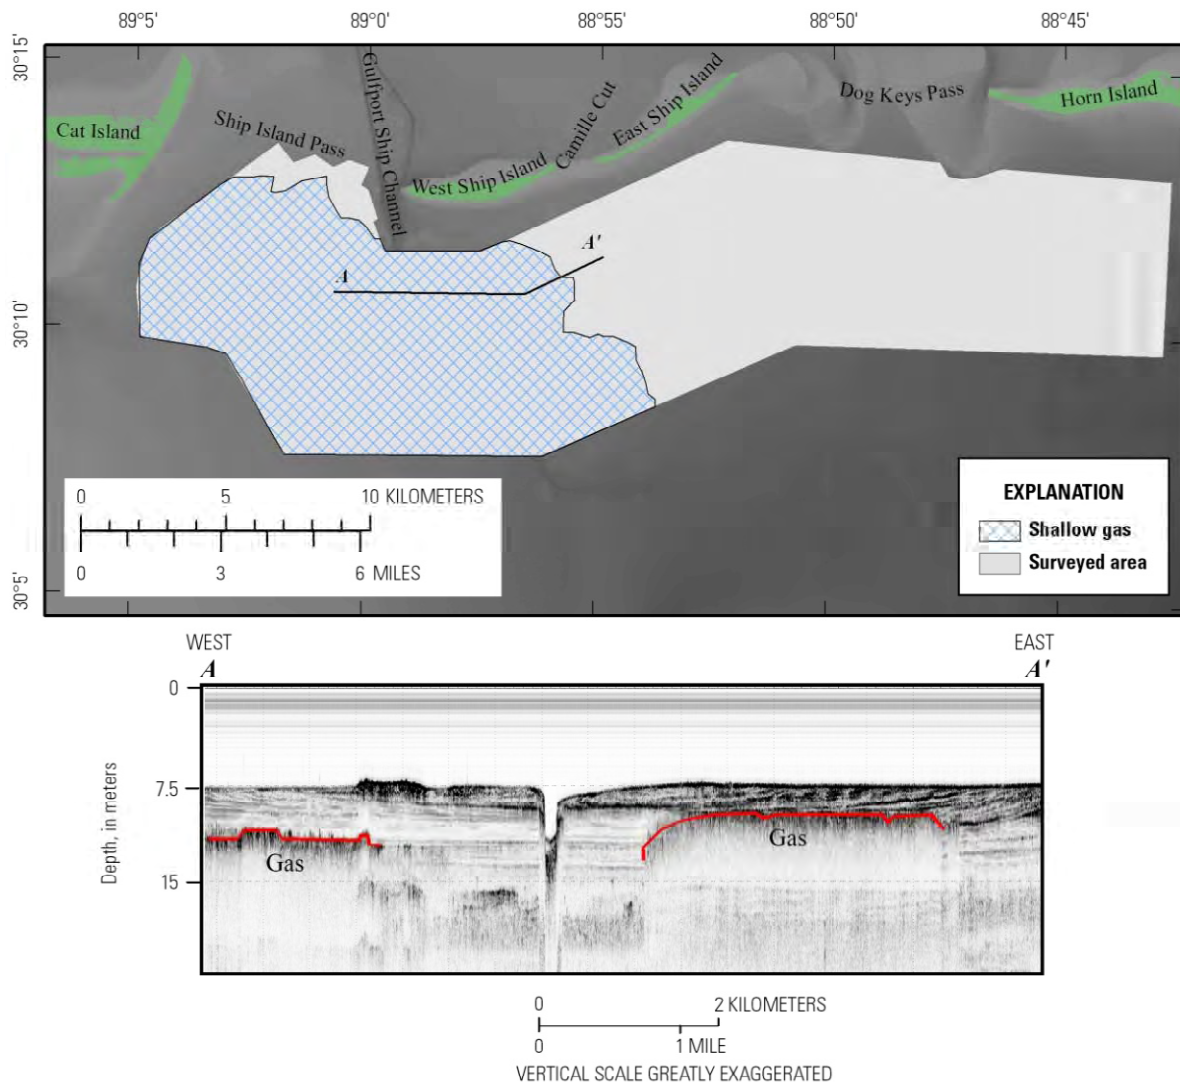 89°5' 89°0' 88°55' 88°50' 88°45'
30°15'
30°10'
30°5'
Cat Island
Ship Island Pass
Gulfport Ship Channel
West Ship Island
Camille Cut
East Ship Island
Dog Keys Pass
Horn Island
A
A'
0 5 10 KILOMETERS
0 3 6 MILES
EXPLANATION
Shallow gas
Surveyed area
WEST EAST
A A'
0
7.5
15
Depth, in meters
Gas
Gas
0 2 KILOMETERS
0 1 MILE
VERTICAL SCALE GREATLY EXAGGERATED